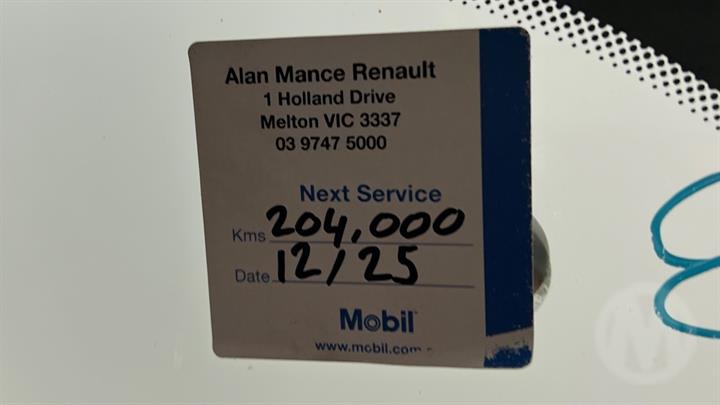 Alan Mance Renault
1 Holland Drive
Melton VIC 3337
03 9747 5000
Next Service
Kms 204,000
Date 12/25
Mobil
www.mobil.com